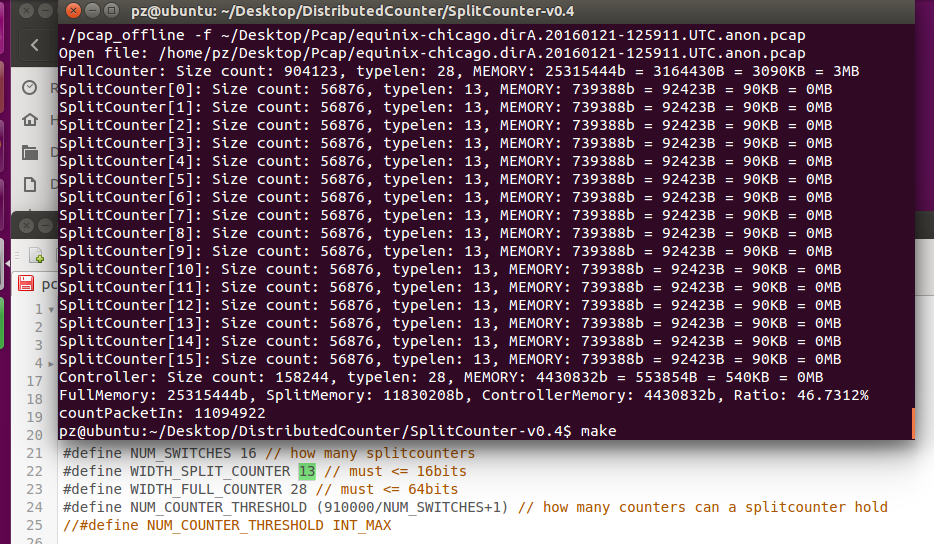 pz@ubuntu: ~/Desktop/DistributedCounter/SplitCounter-v0.4
./pcap_offline -f ~/Desktop/Pcap/equinix-chicago.dirA.20160121-125911.UTC.anon.pcap
Open file: /home/pz/Desktop/Pcap/equinix-chicago.dirA.20160121-125911.UTC.anon.pcap
FullCounter: Size count: 904123, typelen: 28, MEMORY: 25315444b = 3164430B = 3090KB = 3MB
SplitCounter[0]: Size count: 56876, typelen: 13, MEMORY: 739388b = 92423B = 90KB = 0MB
SplitCounter[1]: Size count: 56876, typelen: 13, MEMORY: 739388b = 92423B = 90KB = 0MB
SplitCounter[2]: Size count: 56876, typelen: 13, MEMORY: 739388b = 92423B = 90KB = 0MB
SplitCounter[3]: Size count: 56876, typelen: 13, MEMORY: 739388b = 92423B = 90KB = 0MB
SplitCounter[4]: Size count: 56876, typelen: 13, MEMORY: 739388b = 92423B = 90KB = 0MB
SplitCounter[5]: Size count: 56876, typelen: 13, MEMORY: 739388b = 92423B = 90KB = 0MB
SplitCounter[6]: Size count: 56876, typelen: 13, MEMORY: 739388b = 92423B = 90KB = 0MB
SplitCounter[7]: Size count: 56876, typelen: 13, MEMORY: 739388b = 92423B = 90KB = 0MB
SplitCounter[8]: Size count: 56876, typelen: 13, MEMORY: 739388b = 92423B = 90KB = 0MB
SplitCounter[9]: Size count: 56876, typelen: 13, MEMORY: 739388b = 92423B = 90KB = 0MB
SplitCounter[10]: Size count: 56876, typelen: 13, MEMORY: 739388b = 92423B = 90KB = 0MB
SplitCounter[11]: Size count: 56876, typelen: 13, MEMORY: 739388b = 92423B = 90KB = 0MB
SplitCounter[12]: Size count: 56876, typelen: 13, MEMORY: 739388b = 92423B = 90KB = 0MB
SplitCounter[13]: Size count: 56876, typelen: 13, MEMORY: 739388b = 92423B = 90KB = 0MB
SplitCounter[14]: Size count: 56876, typelen: 13, MEMORY: 739388b = 92423B = 90KB = 0MB
SplitCounter[15]: Size count: 56876, typelen: 13, MEMORY: 739388b = 92423B = 90KB = 0MB
Controller: Size count: 158244, typelen: 28, MEMORY: 4430832b = 553854B = 540KB = 0MB
FullMemory: 25315444b, SplitMemory: 11830208b, ControllerMemory: 4430832b, Ratio: 46.7312%
countPacketIn: 11094922
pz@ubuntu:~/Desktop/DistributedCounter/SplitCounter-v0.4$ make
pc
1
2
3
4
17
18
19
20
21 #define NUM_SWITCHES 16 // how many splitcounters
22 #define WIDTH_SPLIT_COUNTER 13 // must <= 16bits
23 #define WIDTH_FULL_COUNTER 28 // must <= 64bits
24 #define NUM_COUNTER_THRESHOLD (910000/NUM_SWITCHES+1) // how many counters can a splitcounter hold
25 //#define NUM_COUNTER_THRESHOLD INT_MAX
26